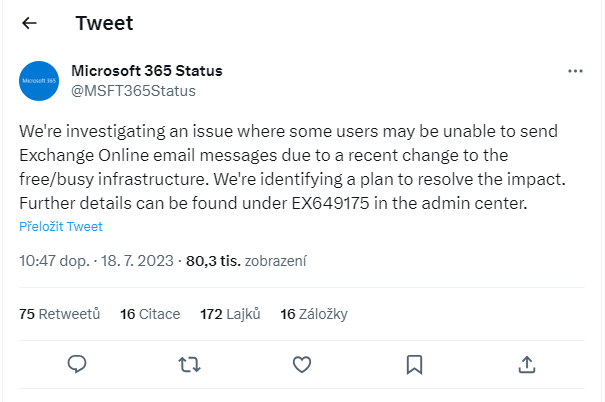 Tweet
Microsoft 365
Microsoft 365 Status
@MSFT365Status
We're investigating an issue where some users may be unable to send
Exchange Online email messages due to a recent change to the
free/busy infrastructure. We're identifying a plan to resolve the impact.
Further details can be found under EX649175 in the admin center.
Přeložit Tweet
10:47 dop. · 18. 7. 2023 · 80,3 tis. zobrazení
75 Retweetů 16 Citace 172 Lajků 16 Záložky